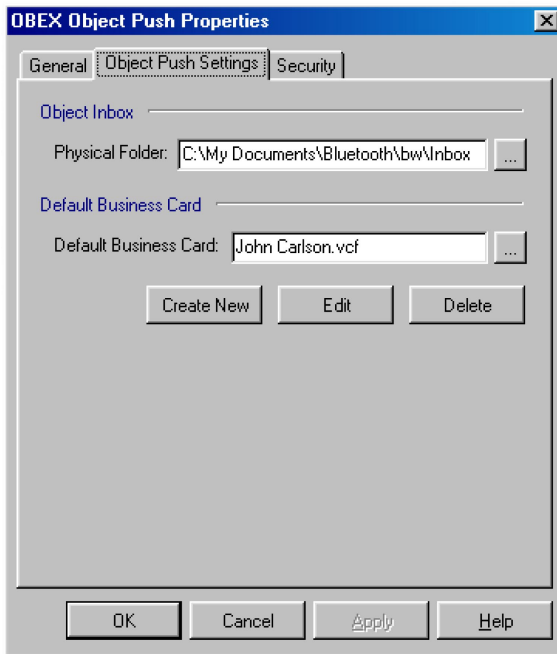 OBEX Object Push Properties
General Object Push Settings Security
Object Inbox
Physical Folder: C:\My Documents\Bluetooth\bw\Inbox ...
Default Business Card
Default Business Card: John Carlson.vcf ...
Create New Edit Delete
OK Cancel Apply Help